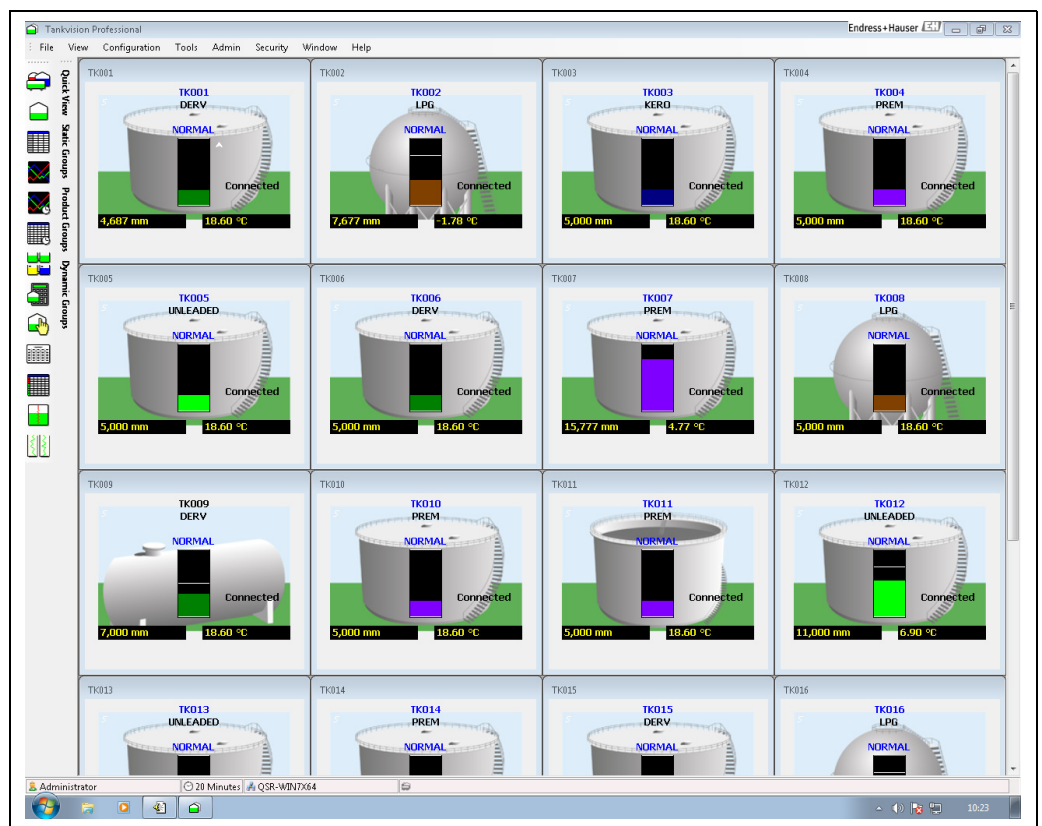 Tankvision Professional
Endress+Hauser EH
File View Configuration Tools Admin Security Window Help
Quick View Static Groups Product Groups Dynamic Groups
TK001 TK002 TK003 TK004
TK001 TK002 TK003 TK004
DERV LPG KERO PREM
NORMAL NORMAL NORMAL NORMAL
Connected Connected Connected Connected
4,687 mm 18.60 °C 7,677 mm -1.78 °C 5,000 mm 18.60 °C 5,000 mm 18.60 °C
TK005 TK006 TK007 TK008
TK005 TK006 TK007 TK008
UNLEADED DERV PREM LPG
NORMAL NORMAL NORMAL NORMAL
Connected Connected Connected Connected
5,000 mm 18.60 °C 5,000 mm 18.60 °C 15,777 mm 4.77 °C 5,000 mm 18.60 °C
TK009 TK010 TK011 TK012
TK009 TK010 TK011 TK012
DERV PREM PREM UNLEADED
NORMAL NORMAL NORMAL NORMAL
Connected Connected Connected Connected
7,000 mm 18.60 °C 5,000 mm 18.60 °C 5,000 mm 18.60 °C 11,000 mm 6.90 °C
TK013 TK014 TK015 TK016
TK013 TK014 TK015 TK016
UNLEADED PREM DERV LPG
NORMAL NORMAL NORMAL NORMAL
Administrator 20 Minutes QSR-WIN7X64
10:23